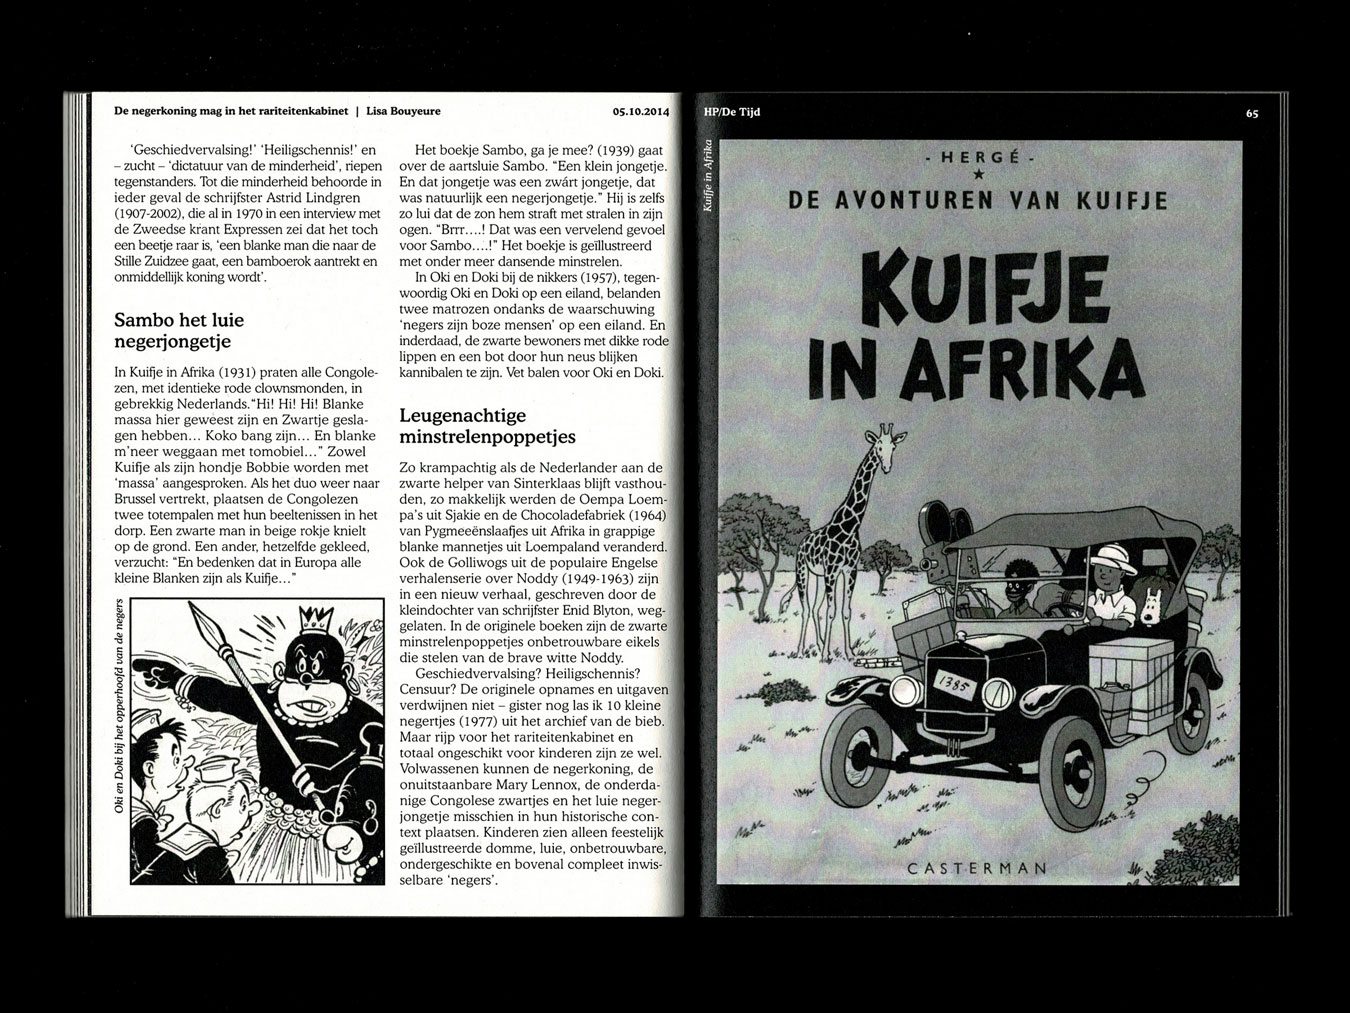 De negerkoning mag in het rariteitenkabinet | Lisa Bouyeure
05.10.2014
‘Geschiedvervalsing!’ ‘Heiligschennis!’ en
– zucht – ‘dictatuur van de minderheid’, riepen
tegenstanders. Tot die minderheid behoorde in
ieder geval de schrijfster Astrid Lindgren
(1907-2002), die al in 1970 in een interview met
de Zweedse krant Expressen zei dat het toch
een beetje raar is, ‘een blanke man die naar de
Stille Zuidzee gaat, een bamboerok aantrekt en
onmiddellijk koning wordt’.
Sambo het luie
negerjongetje
In Kuifje in Afrika (1931) praten alle Congole-
zen, met identieke rode clownsmonden, in
gebrekkig Nederlands.“Hi! Hi! Hi! Blanke
massa hier geweest zijn en Zwartje gesla-
gen hebben… Koko bang zijn… En blanke
m’neer weggaan met tomobiel…” Zowel
Kuifje als zijn hondje Bobbie worden met
‘massa’ aangesproken. Als het duo weer naar
Brussel vertrekt, plaatsen de Congolezen
twee totempalen met hun beeltenissen in het
dorp. Een zwarte man in beige rokje knielt
op de grond. Een ander, hetzelfde gekleed,
verzucht: “En bedenken dat in Europa alle
kleine Blanken zijn als Kuifje…”
Oki en Doki bij het opperhoofd van de negers
Het boekje Sambo, ga je mee? (1939) gaat
over de aartsluie Sambo. “Een klein jongetje.
En dat jongetje was een zwárt jongetje, dat
was natuurlijk een negerjongetje.” Hij is zelfs
zo lui dat de zon hem straft met stralen in zijn
ogen. “Brrr….! Dat was een vervelend gevoel
voor Sambo….!” Het boekje is geïllustreerd
met onder meer dansende minstrelen.
In Oki en Doki bij de nikkers (1957), tegen-
woordig Oki en Doki op een eiland, belanden
twee matrozen ondanks de waarschuwing
‘negers zijn boze mensen’ op een eiland. En
inderdaad, de zwarte bewoners met dikke rode
lippen en een bot door hun neus blijken
kannibalen te zijn. Vet balen voor Oki en Doki.
Leugenachtige
minstrelenpoppetjes
Zo krampachtig als de Nederlander aan de
zwarte helper van Sinterklaas blijft vasthou-
den, zo makkelijk werden de Oempa Loem-
pa’s uit Sjakie en de Chocoladefabriek (1964)
van Pygmeeënslaafjes uit Afrika in grappige
blanke mannetjes uit Loempaland veranderd.
Ook de Golliwogs uit de populaire Engelse
verhalenserie over Noddy (1949-1963) zijn
in een nieuw verhaal, geschreven door de
kleindochter van schrijfster Enid Blyton, weg-
gelaten. In de originele boeken zijn de zwarte
minstrelenpoppetjes onbetrouwbare eikels
die stelen van de brave witte Noddy.
Geschiedvervalsing? Heiligschennis?
Censuur? De originele opnames en uitgaven
verdwijnen niet – gister nog las ik 10 kleine
negertjes (1977) uit het archief van de bieb.
Maar rijp voor het rariteitenkabinet en
totaal ongeschikt voor kinderen zijn ze wel.
Volwassenen kunnen de negerkoning, de
onuitstaanbare Mary Lennox, de onderda-
nige Congolese zwartjes en het luie neger-
jongetje misschien in hun historische con-
text plaatsen. Kinderen zien alleen feestelijk
geïllustreerde domme, luie, onbetrouwbare,
ondergeschikte en bovenal compleet inwis-
selbare ‘negers’.
HP/De Tijd
65
Kuifje in Afrika
- HERGÉ -
DE AVONTUREN VAN KUIFJE
KUIFJE
IN AFRIKA
1385
CASTERMAN